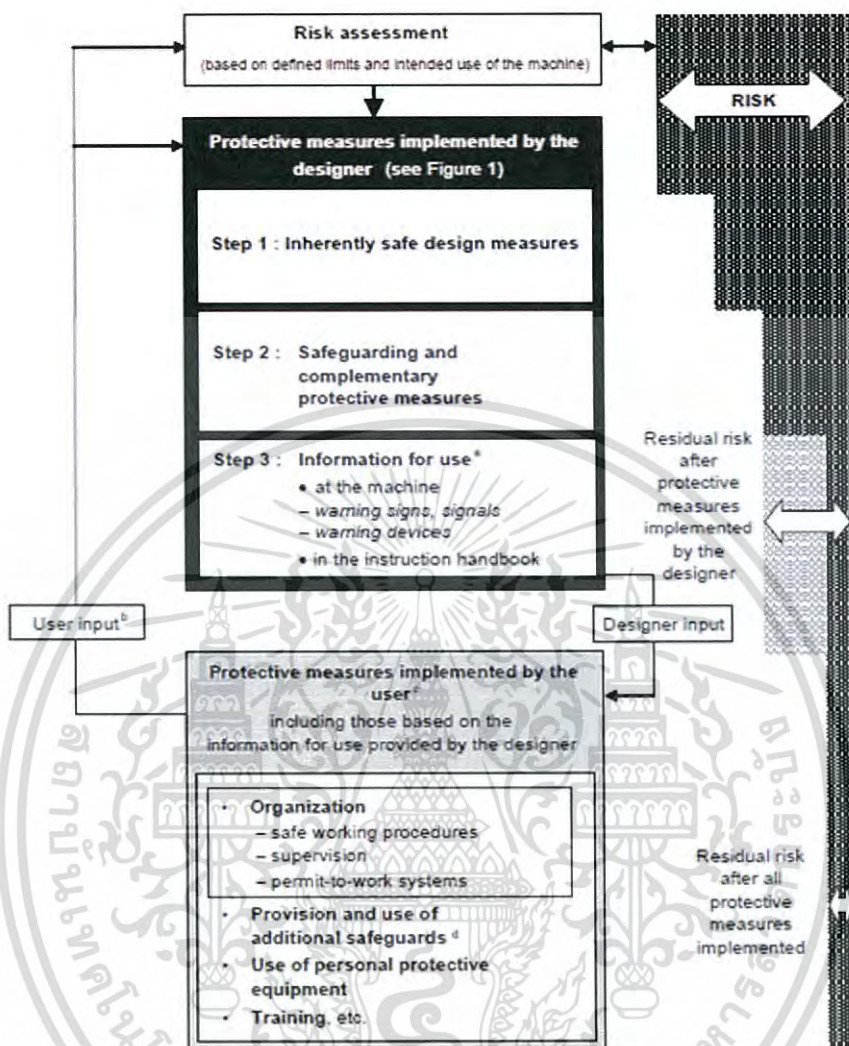 Risk assessment
(based on defined limits and intended use of the machine)
RISK
Protective measures implemented by the
designer (see Figure 1)
Step 1 : Inherently safe design measures
Step 2 : Safeguarding and
complementary
protective measures
Step 3 : Information for use a
• at the machine
– warning signs, signals
– warning devices
• in the instruction handbook
Residual risk
after
protective
measures
implemented
by the
designer
User input b
Designer input
Protective measures implemented by the
user c
including those based on the
information for use provided by the designer
• Organization
– safe working procedures
– supervision
– permit-to-work systems
• Provision and use of
additional safeguards d
• Use of personal protective
equipment
• Training, etc.
Residual risk
after all
protective
measures
implemented